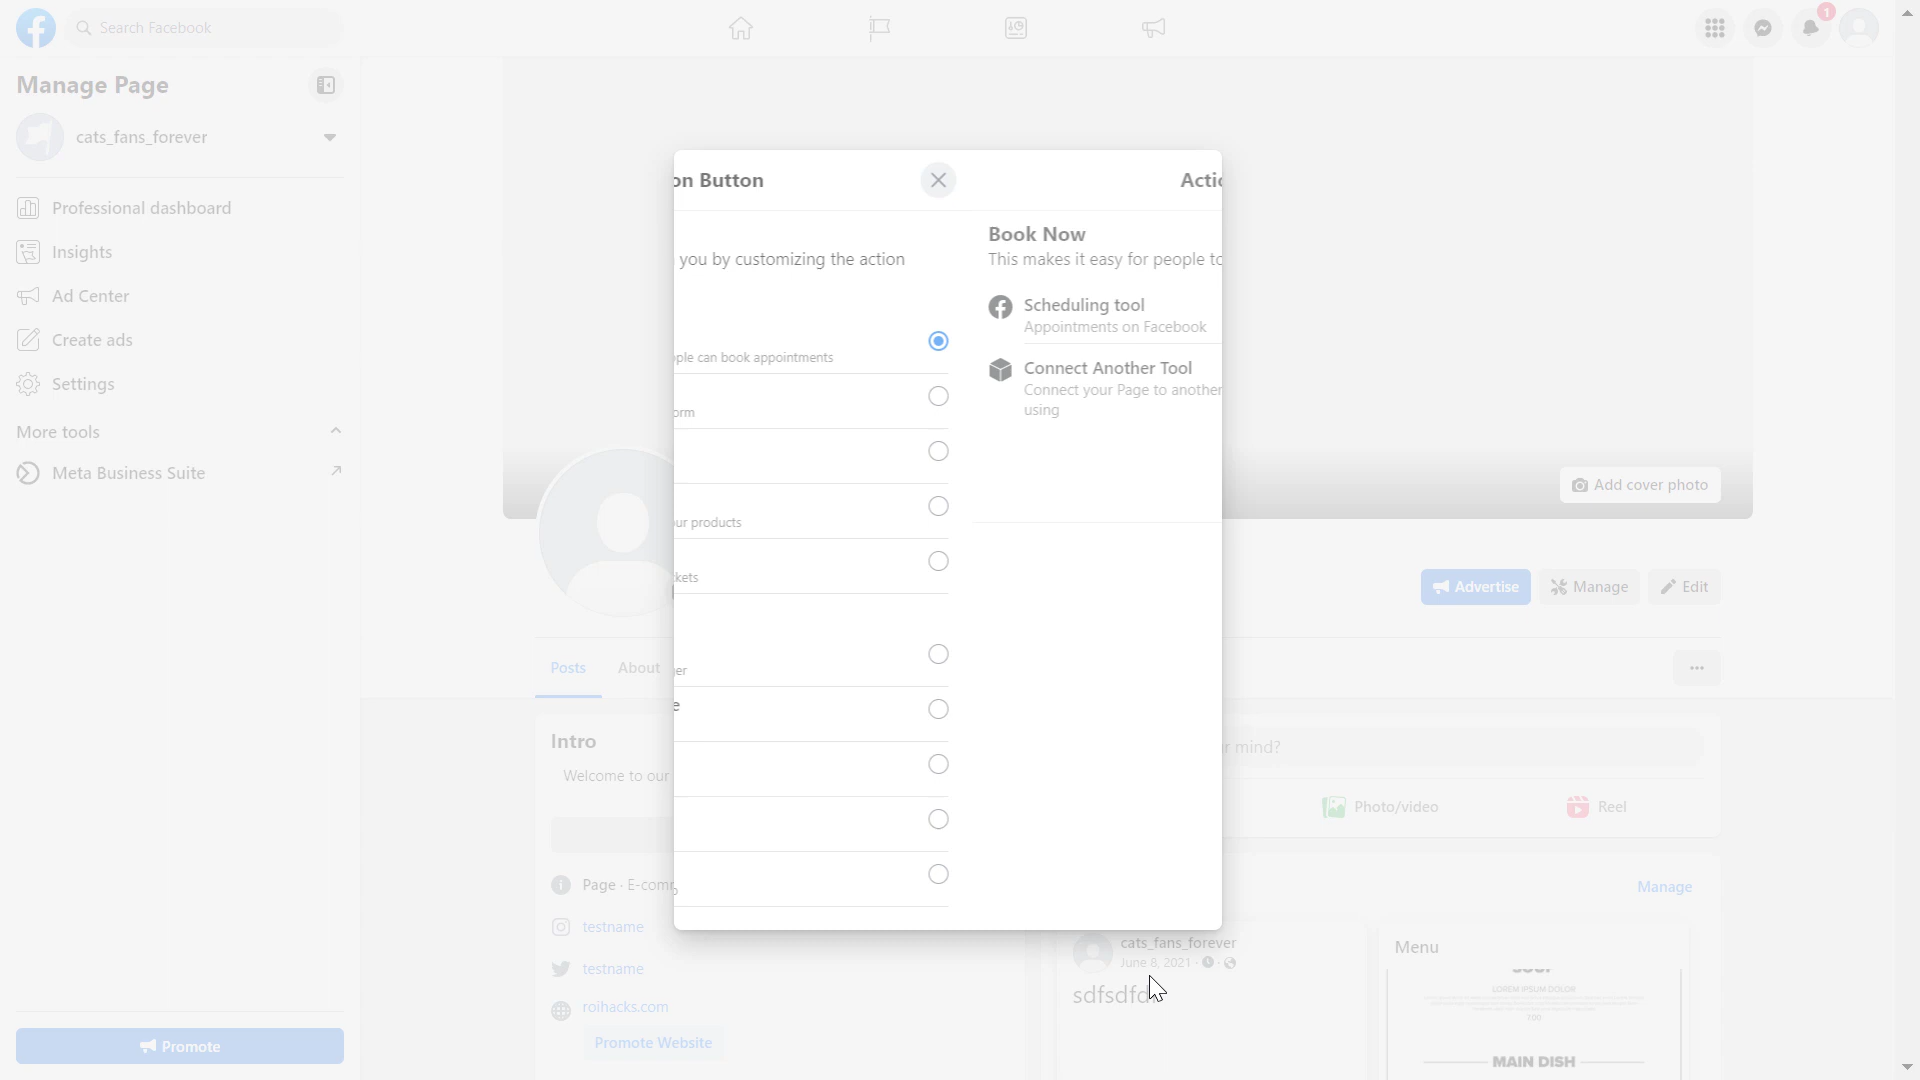 Search Facebook
1
Manage Page
cats_fans_forever
Professional dashboard
Insights
Ad Center
Create ads
Settings
More tools
Meta Business Suite
Promote
on Button
you by customizing the action
ple can book appointments
orm
ur products
kets
er
e
Actio
Book Now
This makes it easy for people to
Scheduling tool
Appointments on Facebook
Connect Another Tool
Connect your Page to another
using
Add cover photo
Advertise
Manage
Edit
Posts
About
...
Intro
Welcome to our
Page · E-comm
testname
testname
roihacks.com
Promote Website
r mind?
Photo/video
Reel
Manage
cats_fans_forever
June 8, 2021 ·
sdfsdfd
Menu
SOUP
LOREM IPSUM DOLOR
700
MAIN DISH